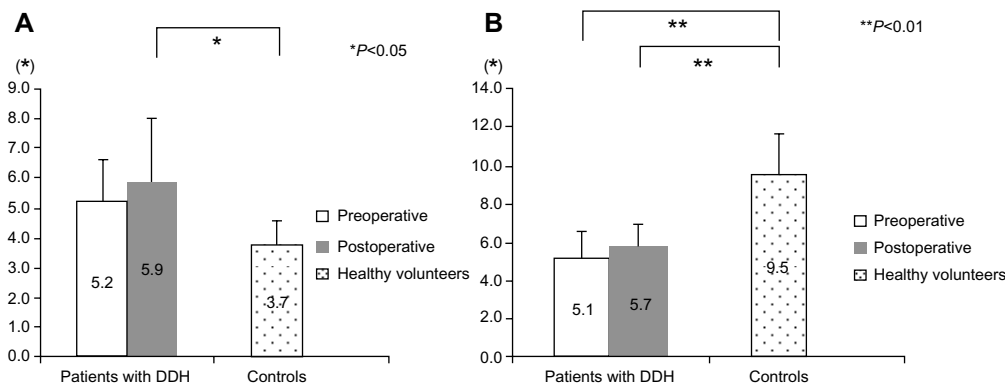 A
*
*P<0.05
(*)
9.0
8.0
7.0
6.0
5.0
4.0
3.0
2.0
1.0
0.0
5.2
5.9
3.7
Preoperative
Postoperative
Healthy volunteers
Patients with DDH
Controls
B
**
**P<0.01
**
(*)
14.0
12.0
10.0
8.0
6.0
4.0
2.0
0.0
5.1
5.7
9.5
Preoperative
Postoperative
Healthy volunteers
Patients with DDH
Controls